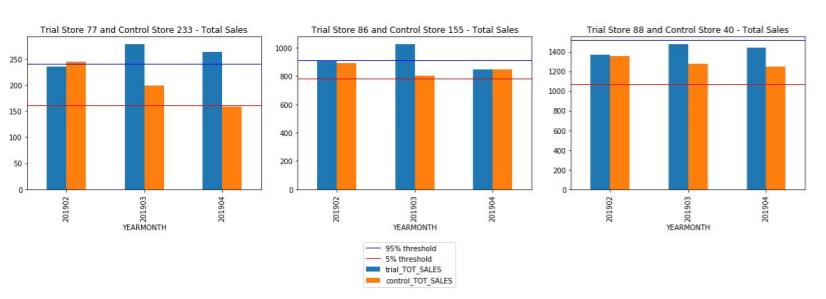 Trial Store 77 and Control Store 233 - Total Sales
250
200
150
100
50
0
201902
201903
201904
YEARMONTH
Trial Store 86 and Control Store 155 - Total Sales
1000
800
600
400
200
0
201902
201903
201904
YEARMONTH
Trial Store 88 and Control Store 40 - Total Sales
1400
1200
1000
800
600
400
200
0
201902
201903
201904
YEARMONTH
95% threshold
5% threshold
trial_TOT_SALES
control_TOT_SALES